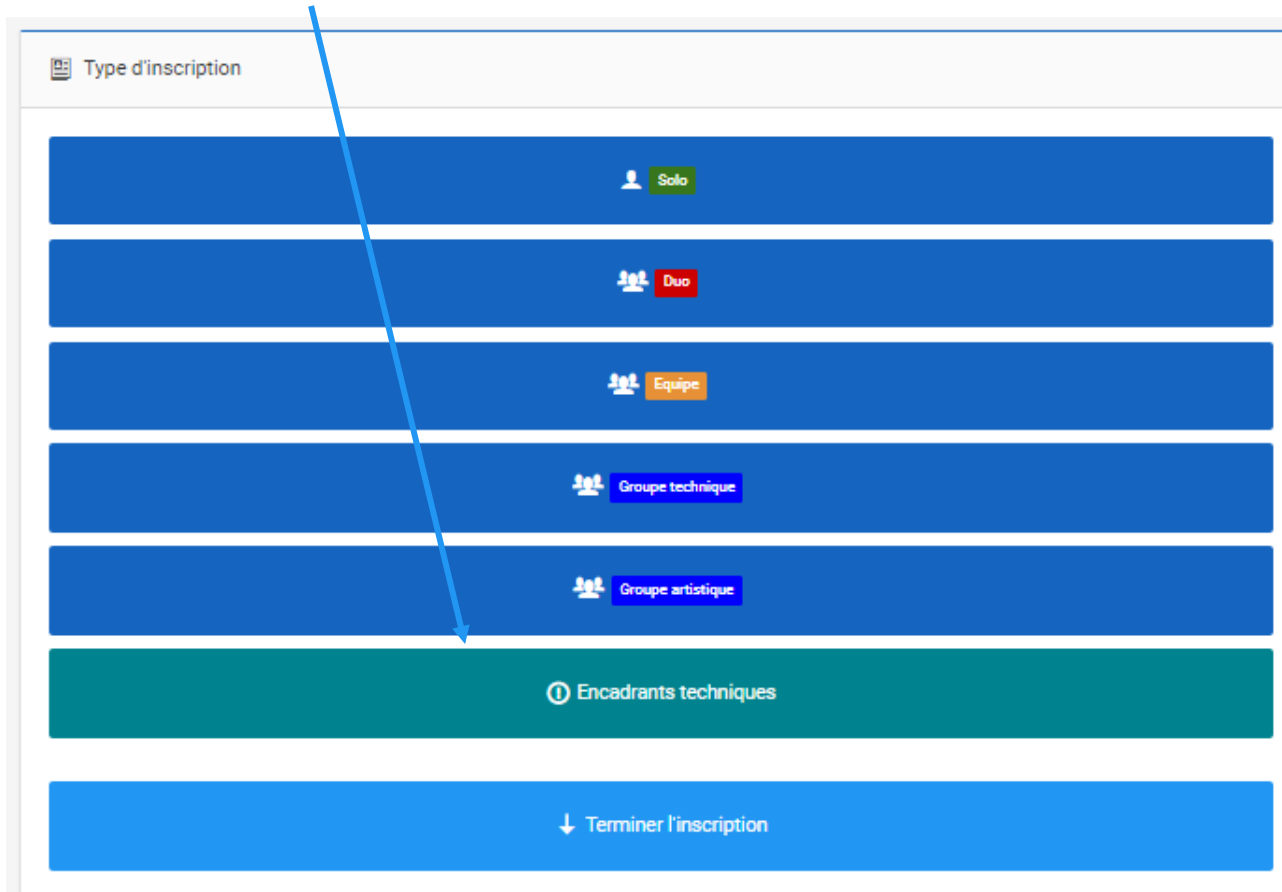 Type d'inscription
Solo
Duo
Equipe
Groupe technique
Groupe artistique
Encadrants techniques
Terminer l'inscription